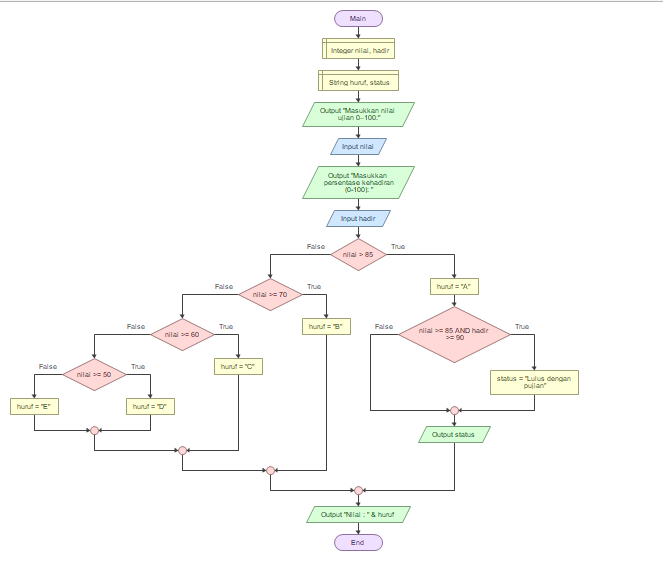 Main
Integer nilai, hadir
String huruf, status
Output "Masukkan nilai
ujian 0--100:"
Input nilai
Output "Masukkan
persentase kehadiran
(0-100): "
Input hadir
False
nilai > 85
True
False
nilai >= 70
True
huruf = "A"
False
nilai >= 60
True
huruf = "B"
False
nilai >= 85 AND hadir
>= 90
True
False
nilai >= 50
True
huruf = "C"
status = "Lulus dengan
pujian"
huruf = "E"
huruf = "D"
Output status
Output "Nilai : " & huruf
End